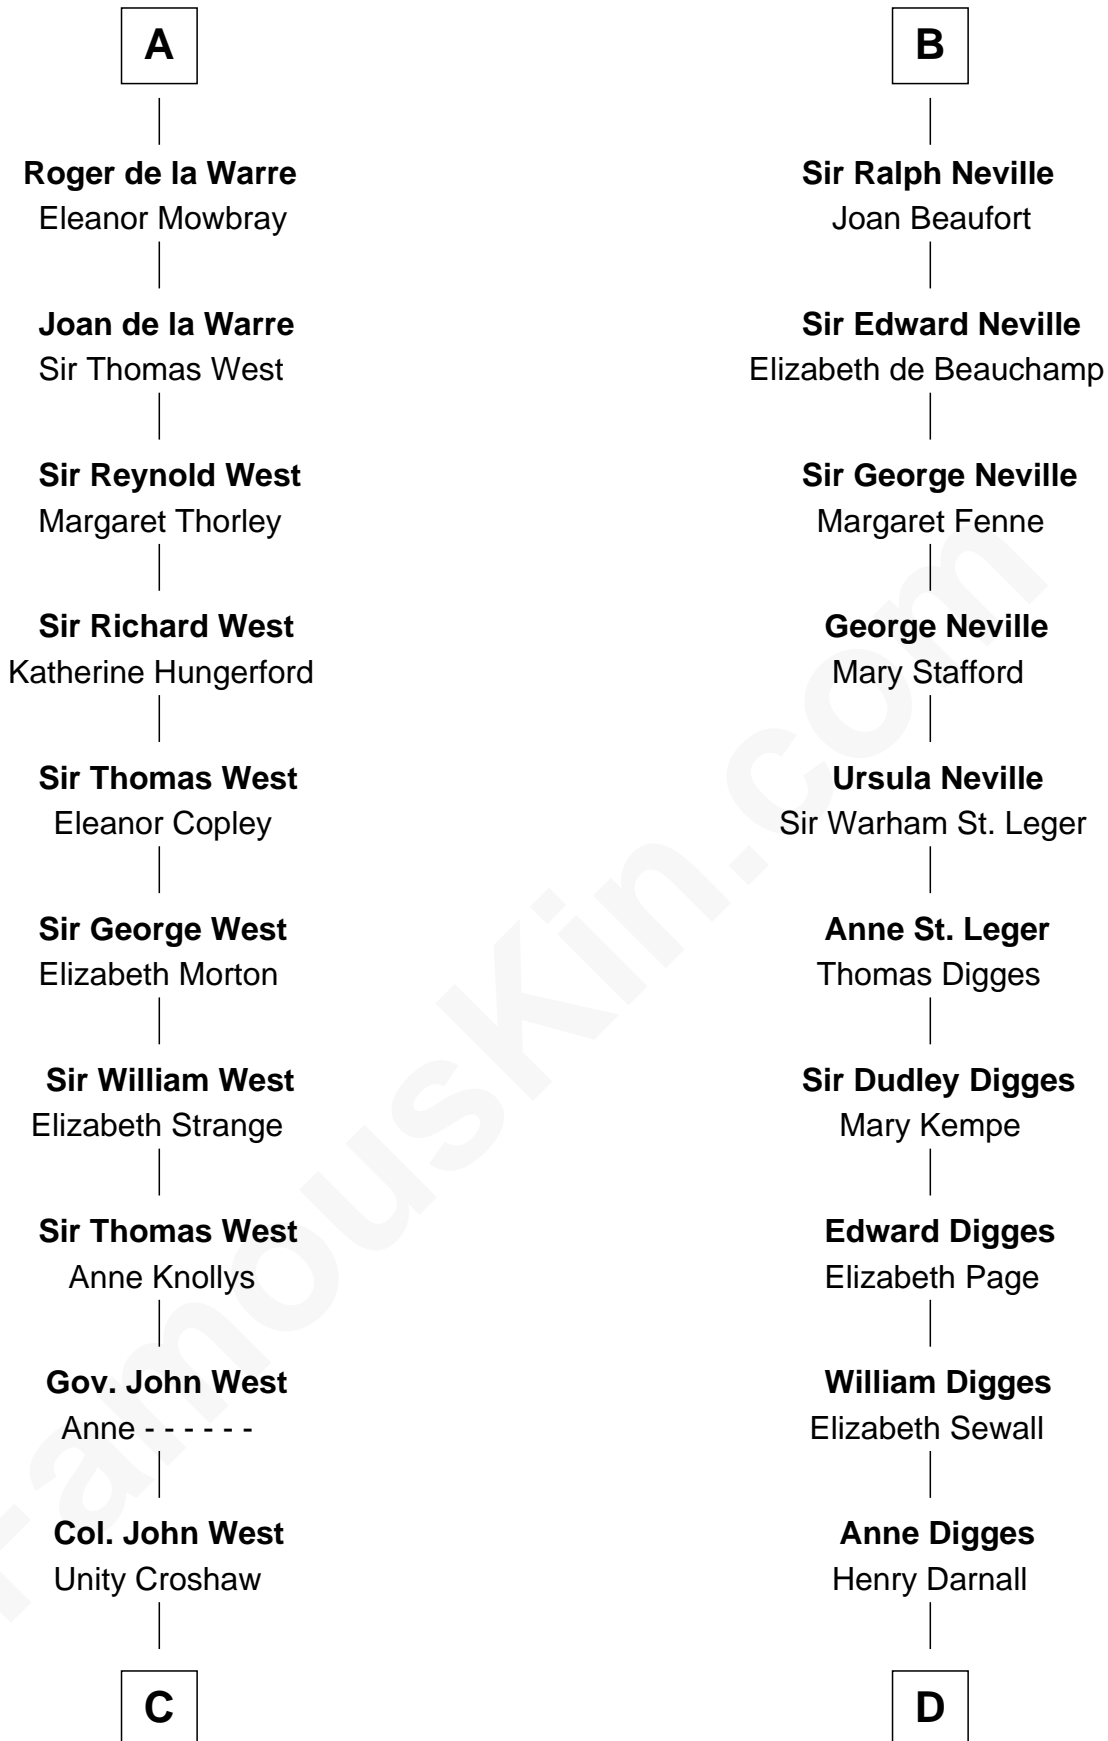 A
Roger de la Warre
Eleanor Mowbray
Joan de la Warre
Sir Thomas West
Sir Reynold West
Margaret Thorley
Sir Richard West
Katherine Hungerford
Sir Thomas West
Eleanor Copley
Sir George West
Elizabeth Morton
Sir William West
Elizabeth Strange
Sir Thomas West
Anne Knollys
Gov. John West
Anne - - - - - -
Col. John West
Unity Croshaw
C
B
Sir Ralph Neville
Joan Beaufort
Sir Edward Neville
Elizabeth de Beauchamp
Sir George Neville
Margaret Fenne
George Neville
Mary Stafford
Ursula Neville
Sir Warham St. Leger
Anne St. Leger
Thomas Digges
Sir Dudley Digges
Mary Kempe
Edward Digges
Elizabeth Page
William Digges
Elizabeth Sewall
Anne Digges
Henry Darnall
D
FamousKin.com